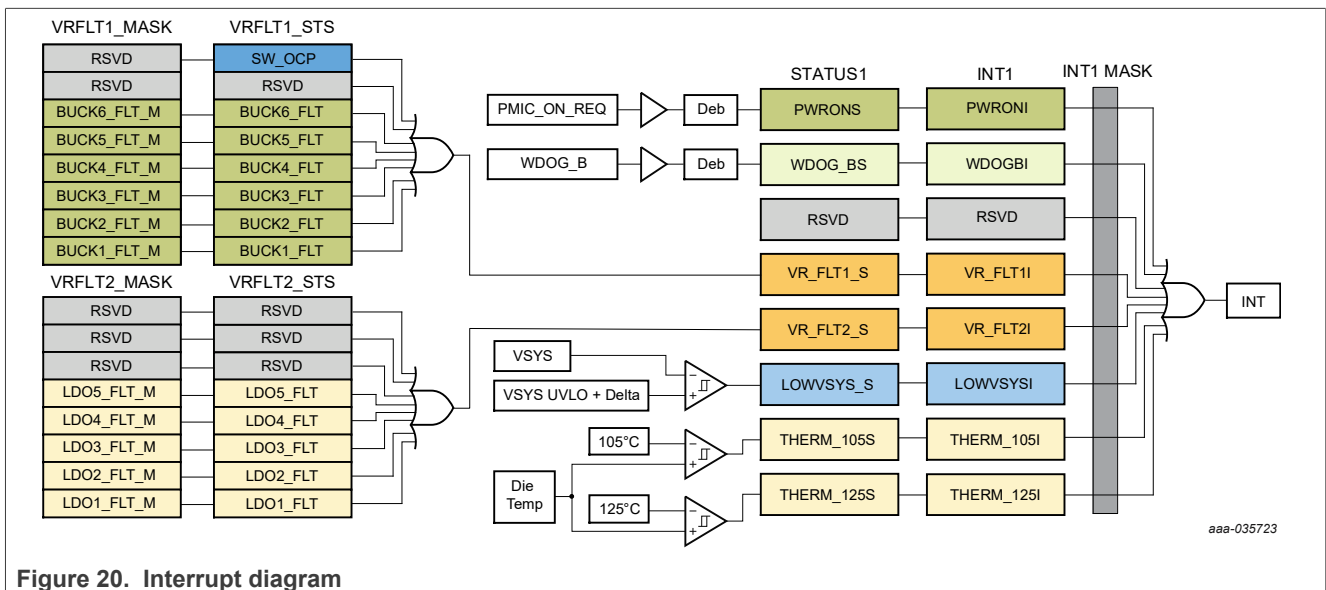 VRFLT1_MASK VRFLT1_STS
RSVD SW_OCP
RSVD RSVD
BUCK6_FLT_M BUCK6_FLT
BUCK5_FLT_M BUCK5_FLT
BUCK4_FLT_M BUCK4_FLT
BUCK3_FLT_M BUCK3_FLT
BUCK2_FLT_M BUCK2_FLT
BUCK1_FLT_M BUCK1_FLT
VRFLT2_MASK VRFLT2_STS
RSVD RSVD
RSVD RSVD
RSVD RSVD
LDO5_FLT_M LDO5_FLT
LDO4_FLT_M LDO4_FLT
LDO3_FLT_M LDO3_FLT
LDO2_FLT_M LDO2_FLT
LDO1_FLT_M LDO1_FLT
STATUS1 INT1 INT1 MASK
PMIC_ON_REQ Deb PWRONS PWRONI
WDOG_B Deb WDOG_BS WDOGBI
RSVD RSVD
VR_FLT1_S VR_FLT1I
INT
VR_FLT2_S VR_FLT2I
VSYS
−
LOWVSYS_S LOWVSYSI
VSYS UVLO + Delta
+
105°C
−
THERM_105S THERM_105I
+
Die
Temp
125°C
−
THERM_125S THERM_125I
+
aaa-035723
Figure 20. Interrupt diagram